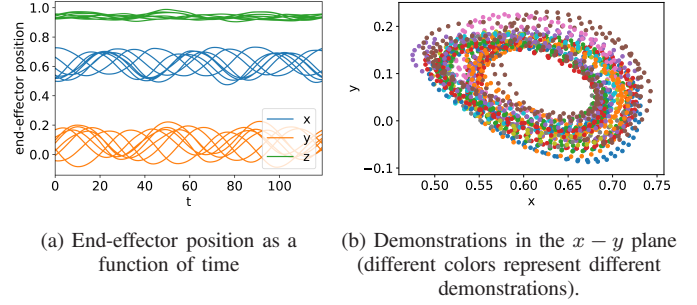 1.0
0.8
0.6
0.4
0.2
0.0
end-effector position
x
y
z
0 20 40 60 80 100
t
(a) End-effector position as a
function of time
0.2
0.1
0.0
−0.1
y
0.50 0.55 0.60 0.65 0.70 0.75
x
(b) Demonstrations in the x − y plane
(different colors represent different
demonstrations).